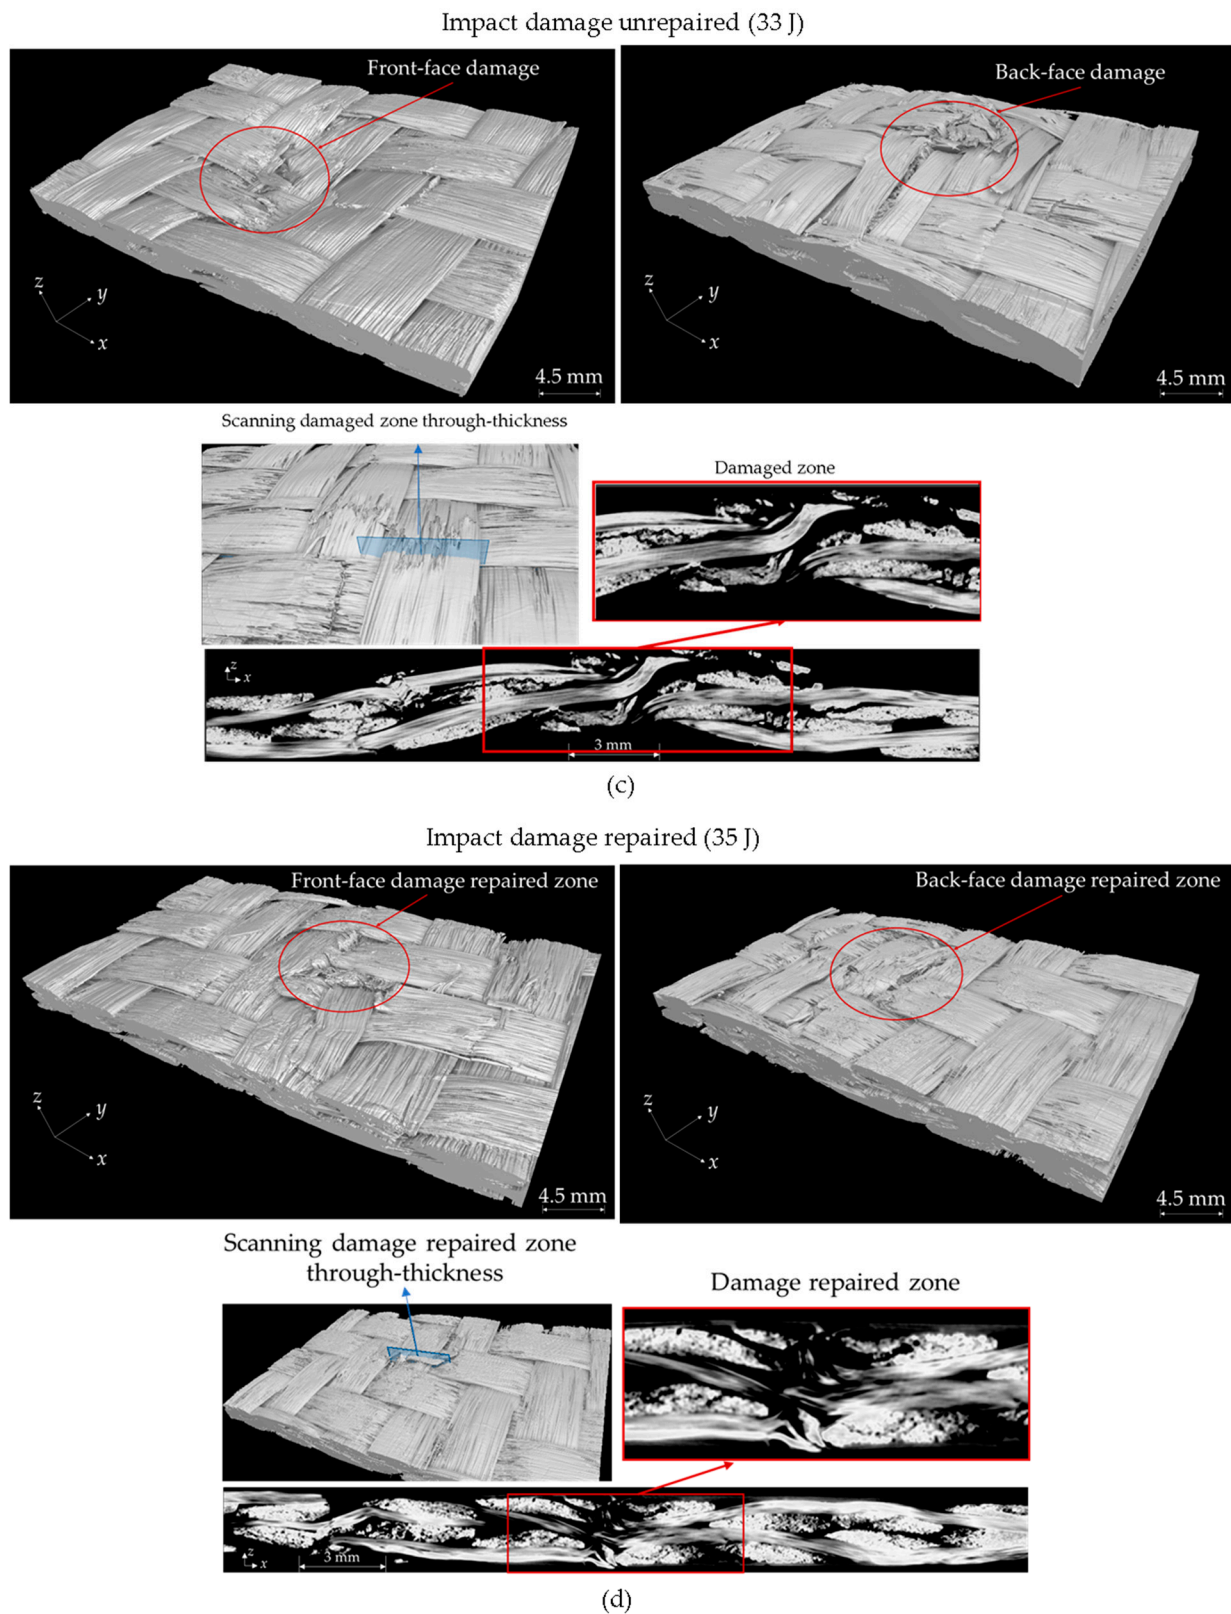 Impact damage unrepaired (33 J)
Front-face damage
Back-face damage
z
y
x
4.5 mm
z
y
x
4.5 mm
Scanning damaged zone through-thickness
Damaged zone
z
x
3 mm
(c)
Impact damage repaired (35 J)
Front-face damage repaired zone
Back-face damage repaired zone
z
y
x
4.5 mm
z
y
x
4.5 mm
Scanning damage repaired zone
through-thickness
Damage repaired zone
z
x
3 mm
(d)